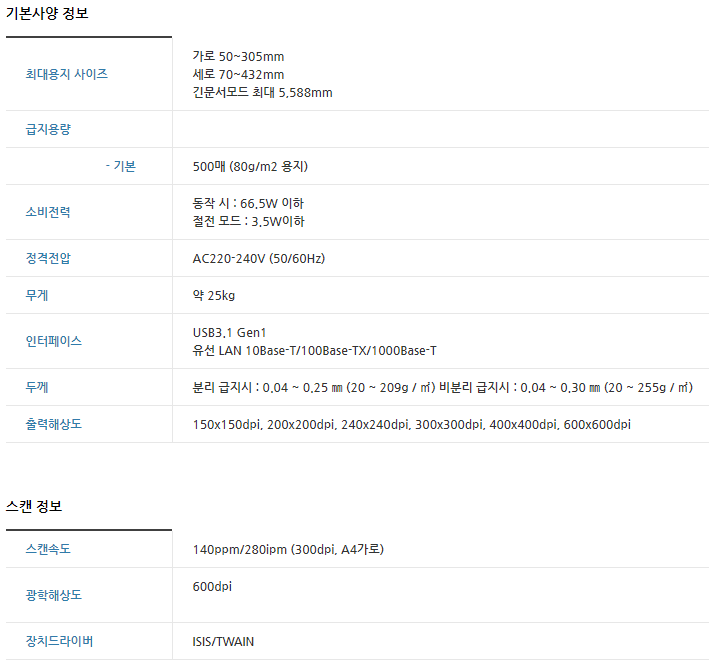 기본사양 정보
최대용지 사이즈
가로 50~305mm
세로 70~432mm
긴문서모드 최대 5,588mm
급지용량
- 기본
500매 (80g/m2 용지)
소비전력
동작 시 : 66.5W 이하
절전 모드 : 3.5W이하
정격전압
AC220-240V (50/60Hz)
무게
약 25kg
인터페이스
USB3.1 Gen1
유선 LAN 10Base-T/100Base-TX/1000Base-T
두께
분리 급지시 : 0.04 ~ 0.25 ㎜ (20 ~ 209g / ㎡) 비분리 급지시 : 0.04 ~ 0.30 ㎜ (20 ~ 255g / ㎡)
출력해상도
150x150dpi, 200x200dpi, 240x240dpi, 300x300dpi, 400x400dpi, 600x600dpi
스캔 정보
스캔속도
140ppm/280ipm (300dpi, A4가로)
광학해상도
600dpi
장치드라이버
ISIS/TWAIN